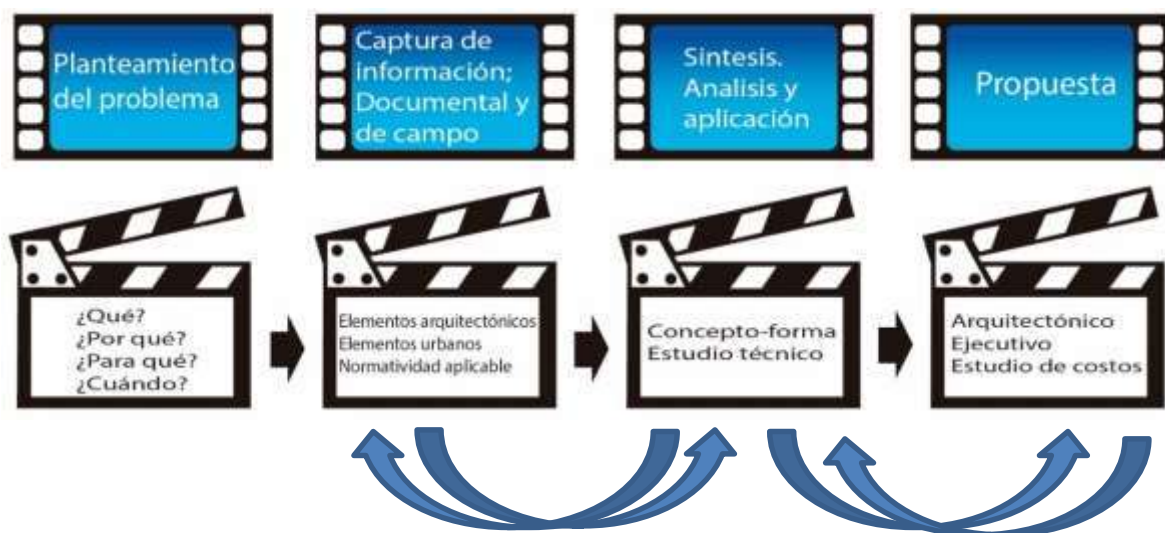 Planteamiento
del problema
Captura de
información;
Documental y
de campo
Sintesis.
Analisis y
aplicación
Propuesta
¿Qué?
¿Por qué?
¿Para qué?
¿Cuándo?
Elementos arquitectónicos
Elementos urbanos
Normatividad aplicable
Concepto-forma
Estudio técnico
Arquitectónico
Ejecutivo
Estudio de costos